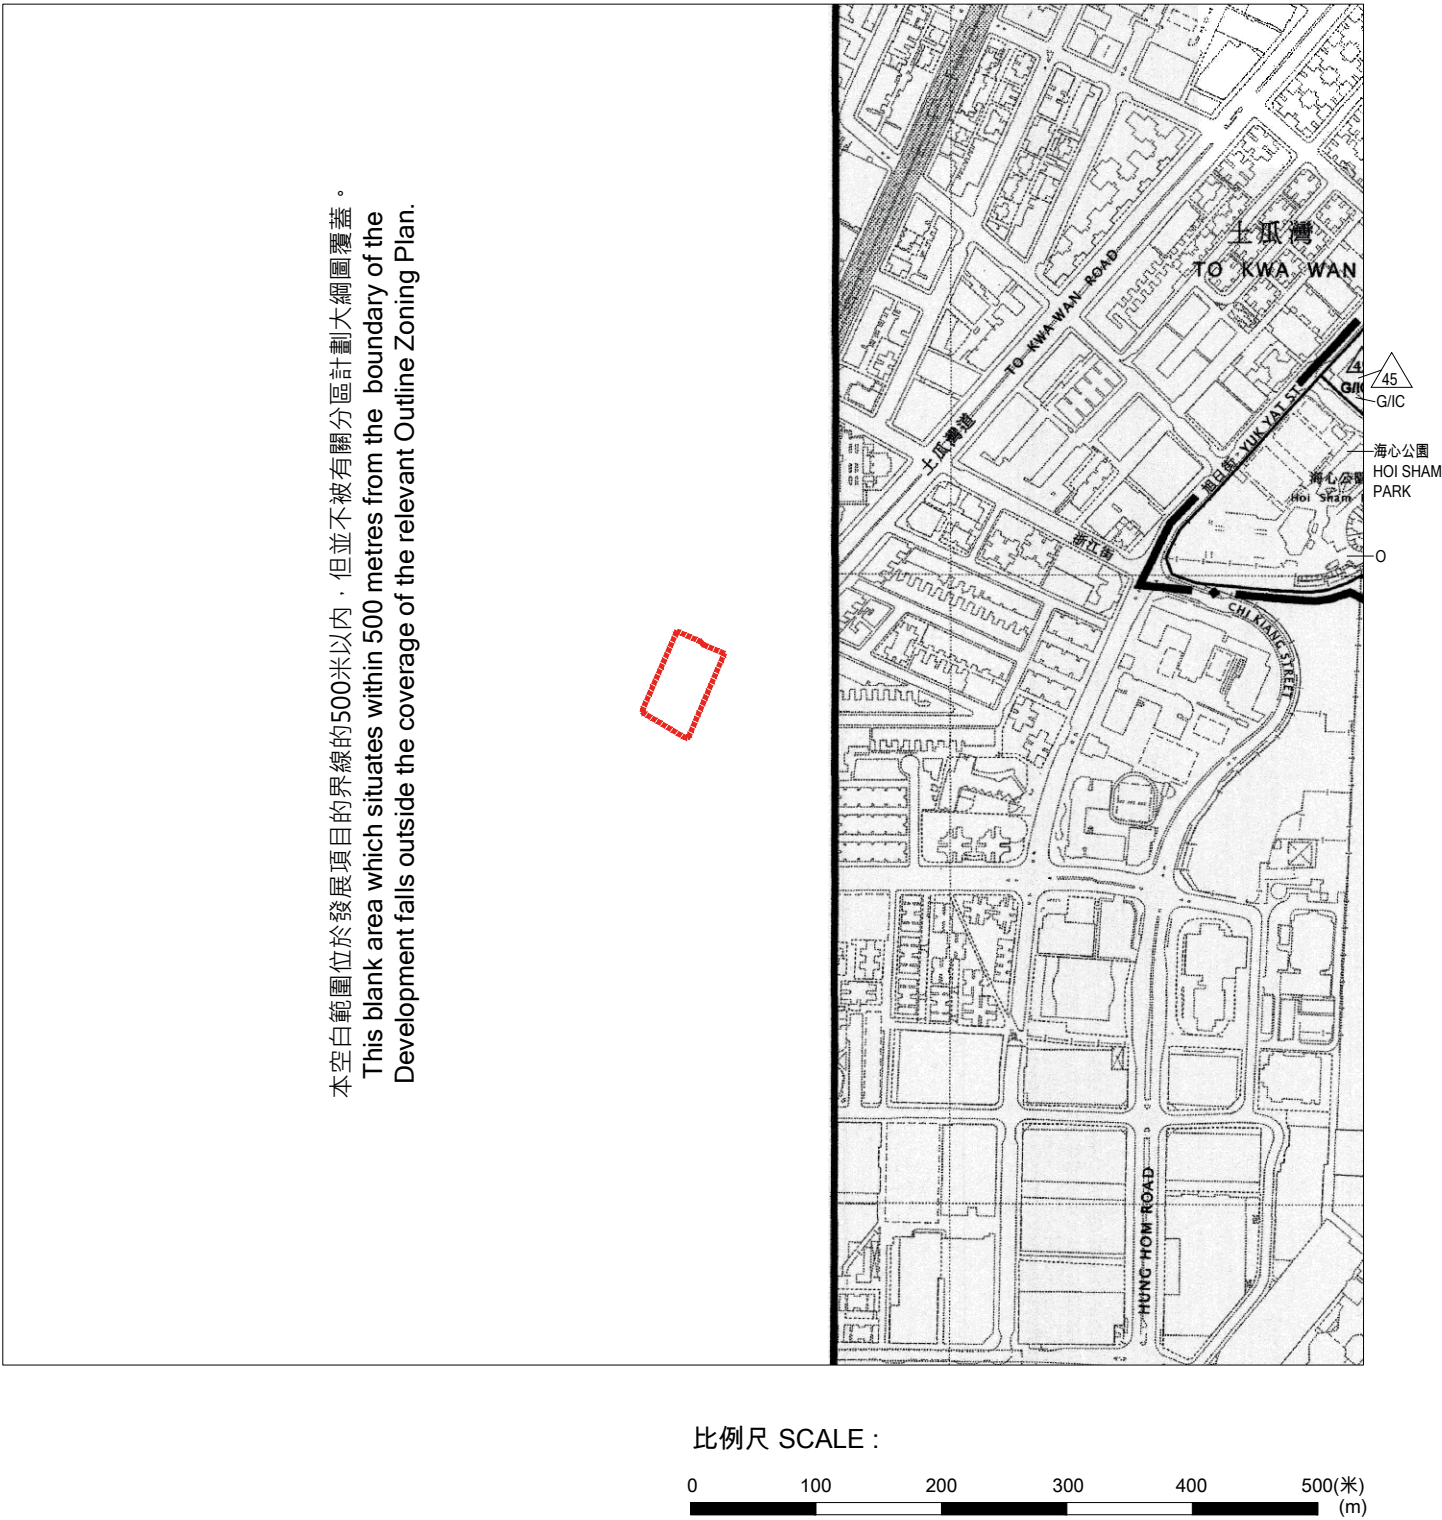 本空白範圍位於發展項目的界線的500米以內，但並不被有關分區計劃大綱圖覆蓋。
This blank area which situates within 500 metres from the boundary of the
Development falls outside the coverage of the relevant Outline Zoning Plan.
土瓜灣
TO KWA WAN
TO KWA WAN ROAD
土瓜灣道
45
G/IC
旭日街 YUK YAT ST
海心公園
HOI SHAM
PARK
海心公園
Hoi Sham
浙江街
O
CHI KIANG STREET
HUNG HOM ROAD
比例尺 SCALE :
0 100 200 300 400 500(米)
(m)